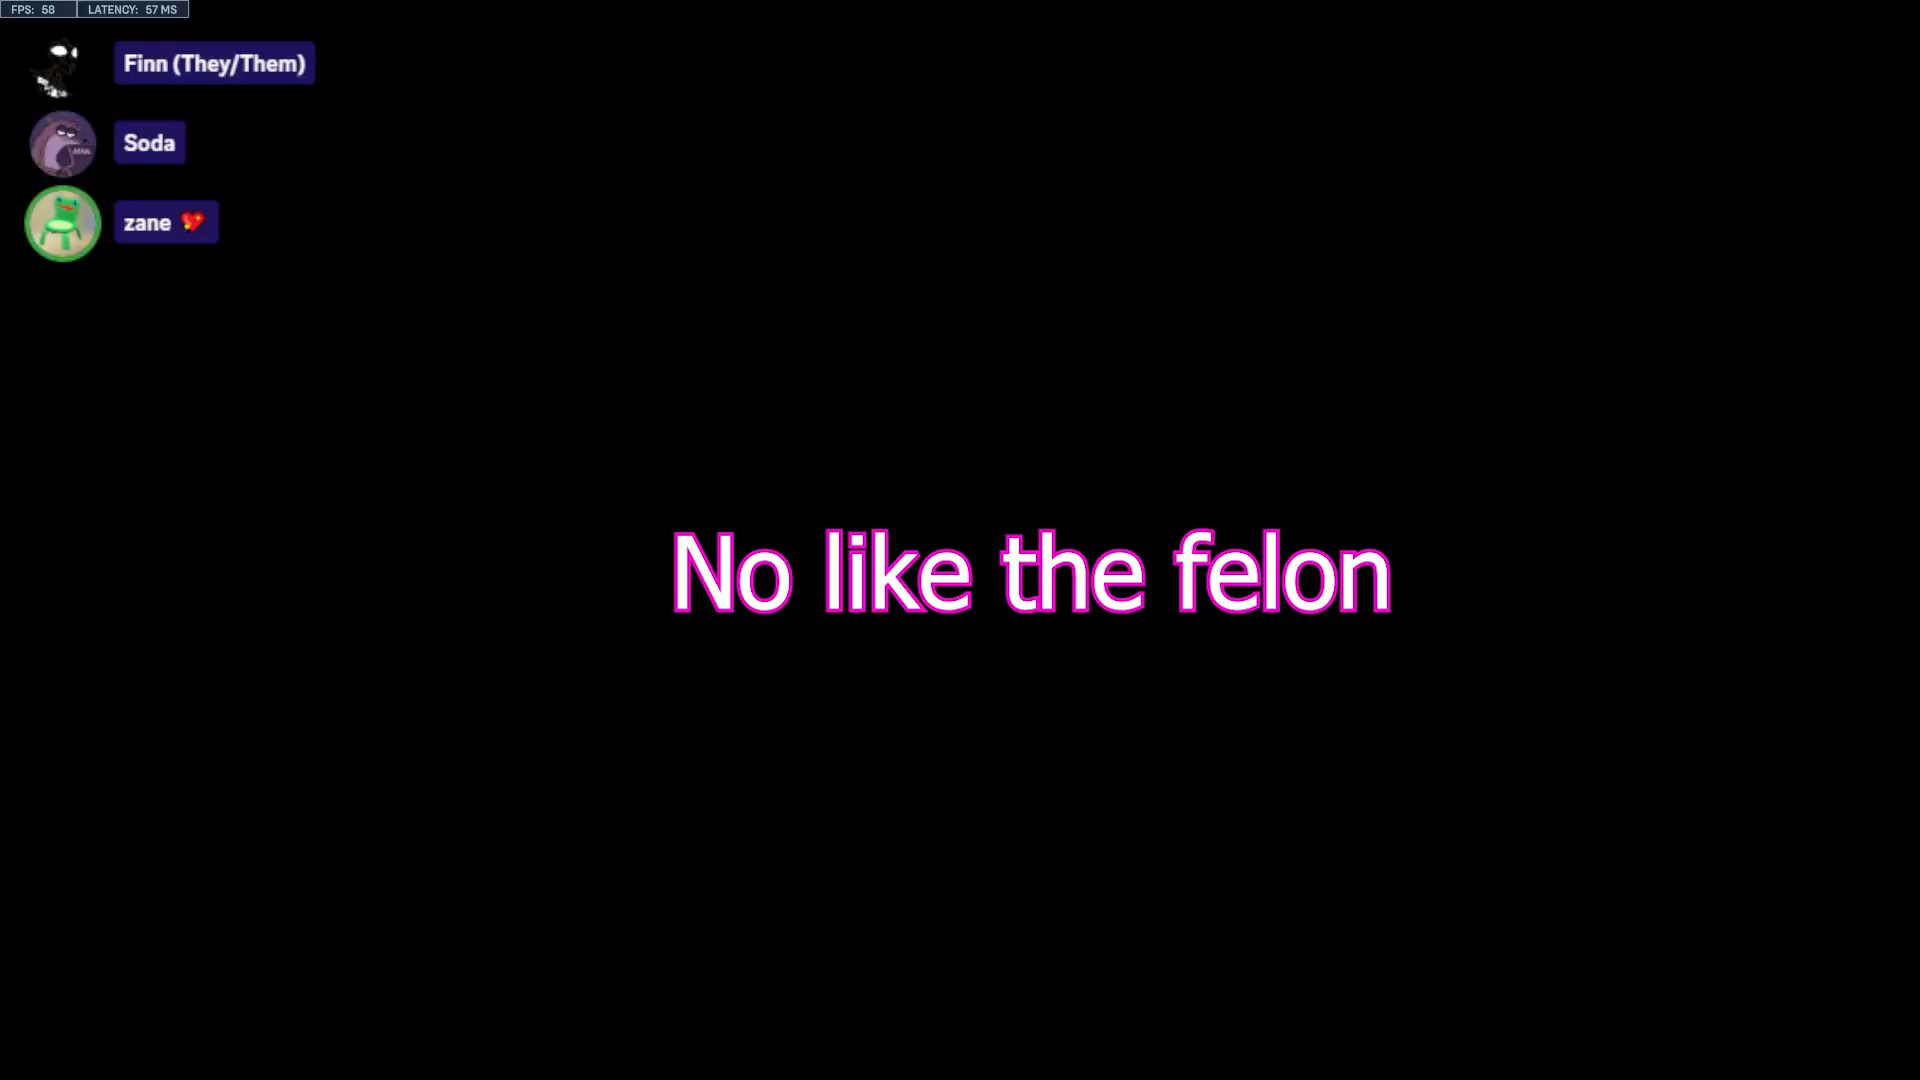 FPS: 58 LATENCY: 57 MS
Finn (They/Them)
Soda
zane
No like the felon